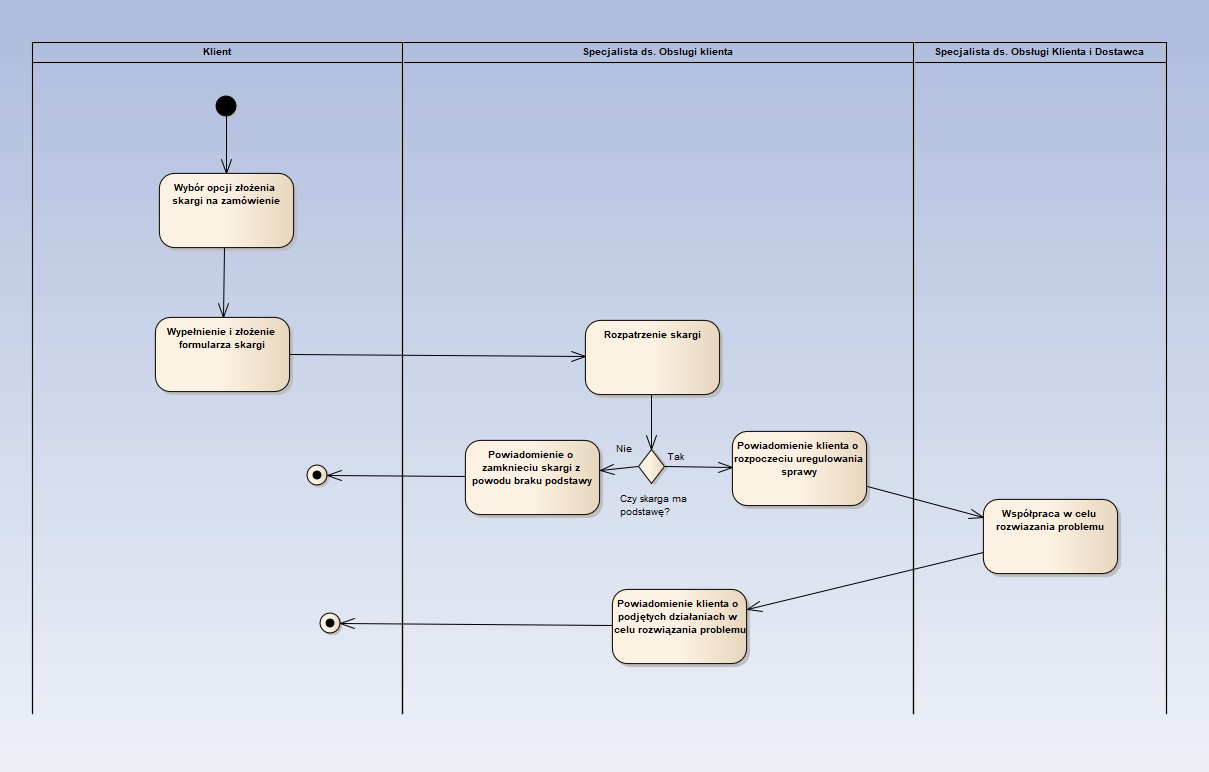 Klient
Specjalista ds. Obslugi klienta
Specjalista ds. Obsługi Klienta i Dostawca
Wybór opcji złożenia
skargi na zamówienie
Wypełnienie i złożenie
formularza skargi
Rozpatrzenie skargi
Nie
Tak
Czy skarga ma
podstawę?
Powiadomienie o
zamknieciu skargi z
powodu braku podstawy
Powiadomienie klienta o
rozpoczeciu uregulowania
sprawy
Współpraca w celu
rozwiazania problemu
Powiadomienie klienta o
podjętych działaniach w
celu rozwiązania problemu